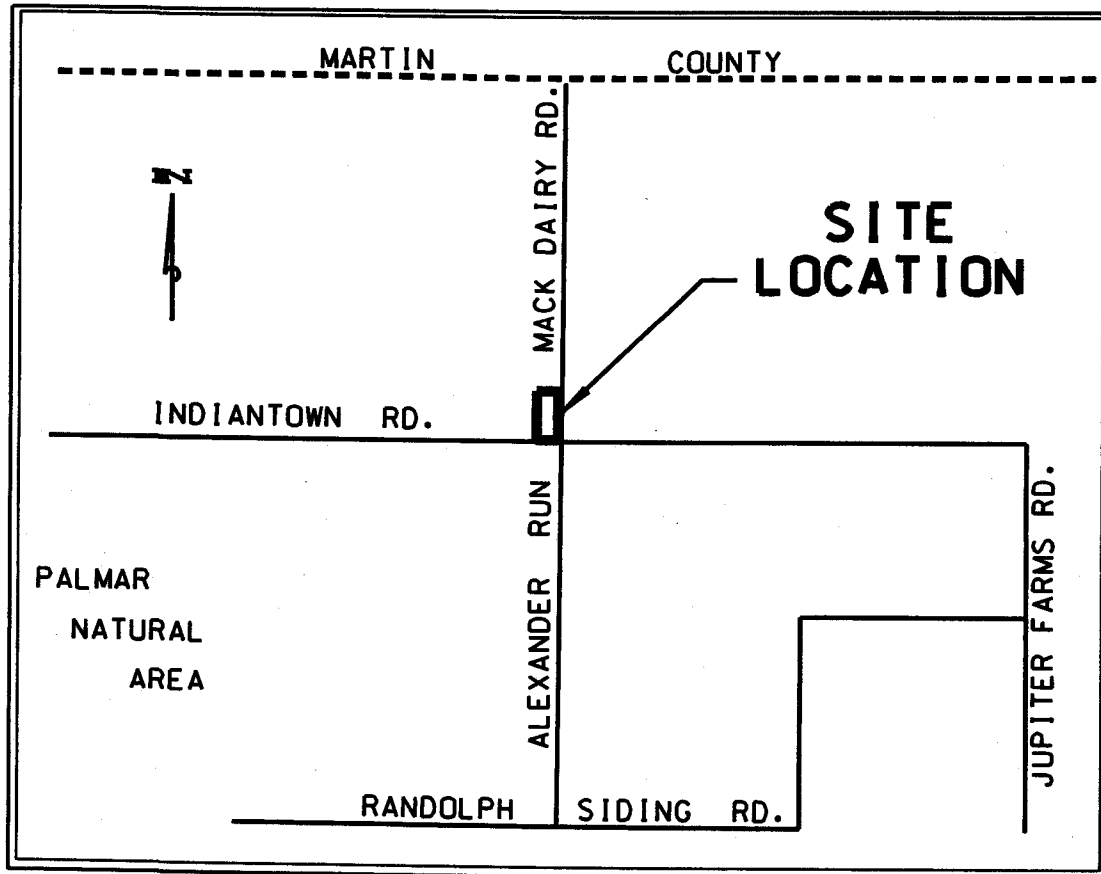 MARTIN COUNTY
MACK DAIRY RD.
N
SITE
LOCATION
INDIANTOWN RD.
ALEXANDER RUN
JUPITER FARMS RD.
PALMAR
NATURAL
AREA
RANDOLPH SIDING RD.